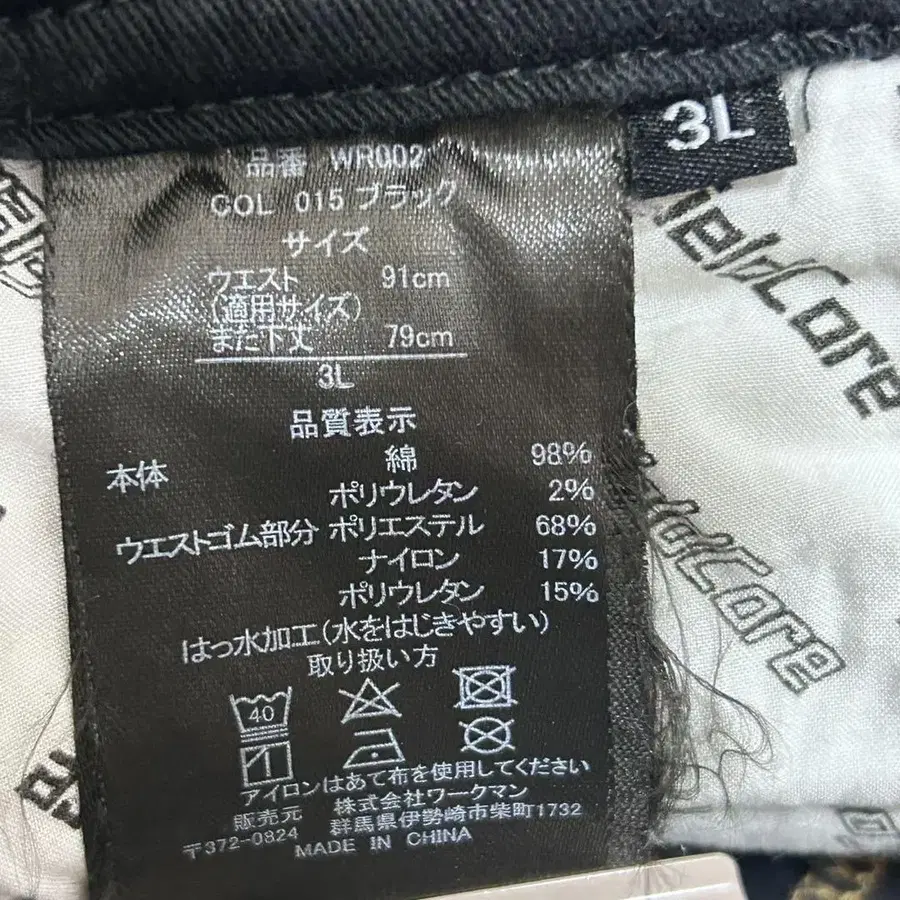 3L
品番 WR002
COL 015 ブラック
サイズ
ウエスト 91cm
(適用サイズ)
また下丈 79cm
3L
品質表示
本体 綿 98%
ポリウレタン 2%
ウエストゴム部分 ポリエステル 68%
ナイロン 17%
ポリウレタン 15%
はっ水加工(水をはじきやすい)
取り扱い方
40
アイロンはあて布を使用してください
販売元 株式会社ワークマン
〒372-0824 群馬県伊勢崎市柴町1732
MADE IN CHINA
Core
Core